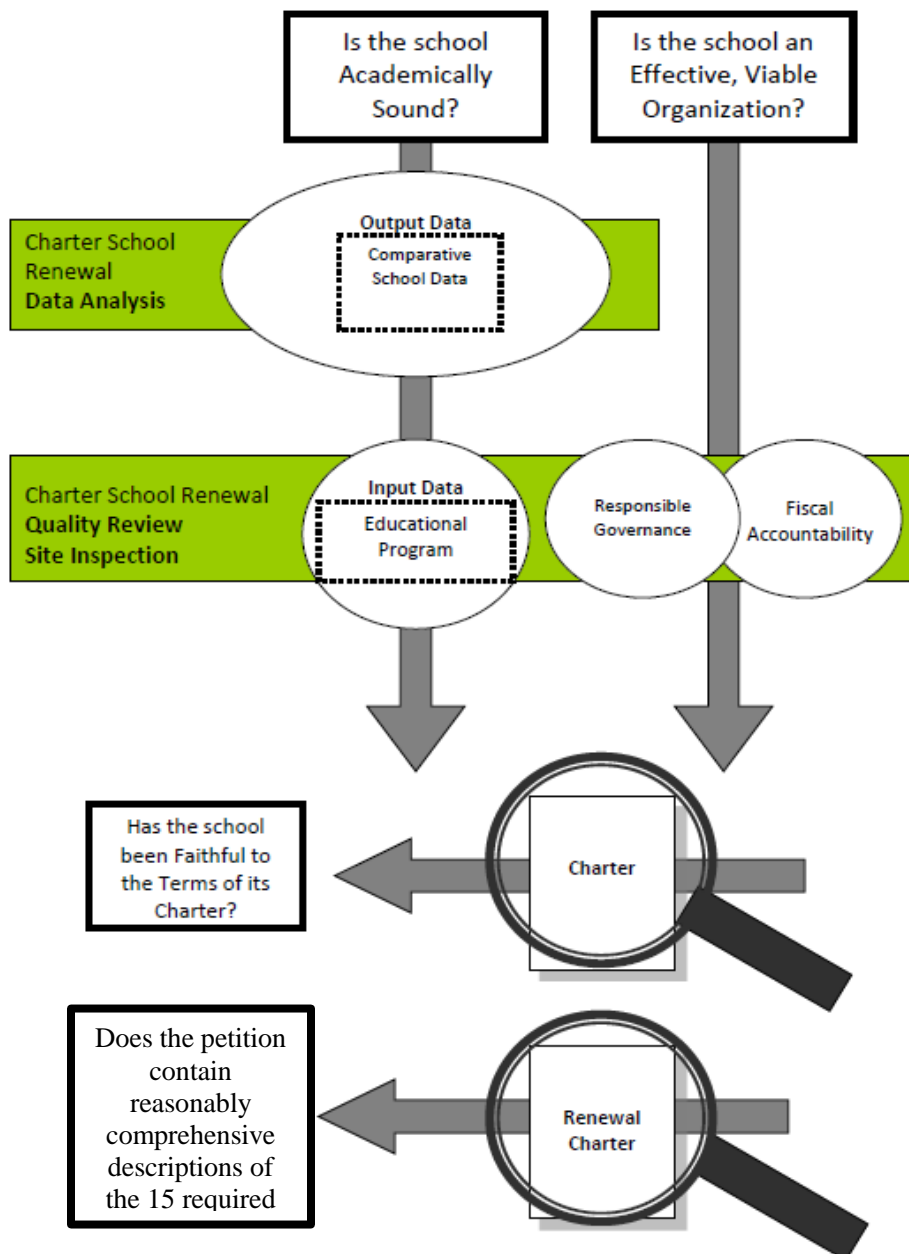 Is the school
Academically
Sound?
Is the school an
Effective, Viable
Organization?
Charter School
Renewal
Data Analysis
Output Data
Comparative
School Data
Charter School Renewal
Quality Review
Site Inspection
Input Data
Educational
Program
Responsible
Governance
Fiscal
Accountability
Has the school
been Faithful to
the Terms of its
Charter?
Charter
Does the petition
contain
reasonably
comprehensive
descriptions of
the 15 required
Renewal
Charter